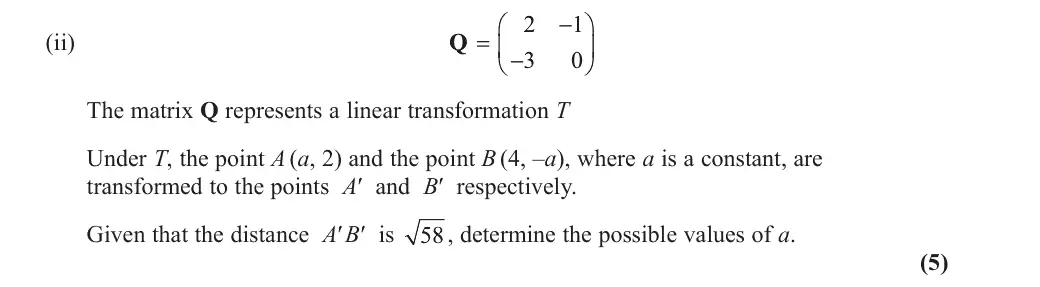 (ii) Q = ( 2 −1
−3 0 )
The matrix Q represents a linear transformation T
Under T, the point A (a, 2) and the point B (4, –a), where a is a constant, are
transformed to the points A′ and B′ respectively.
Given that the distance A′B′ is √58, determine the possible values of a.
(5)